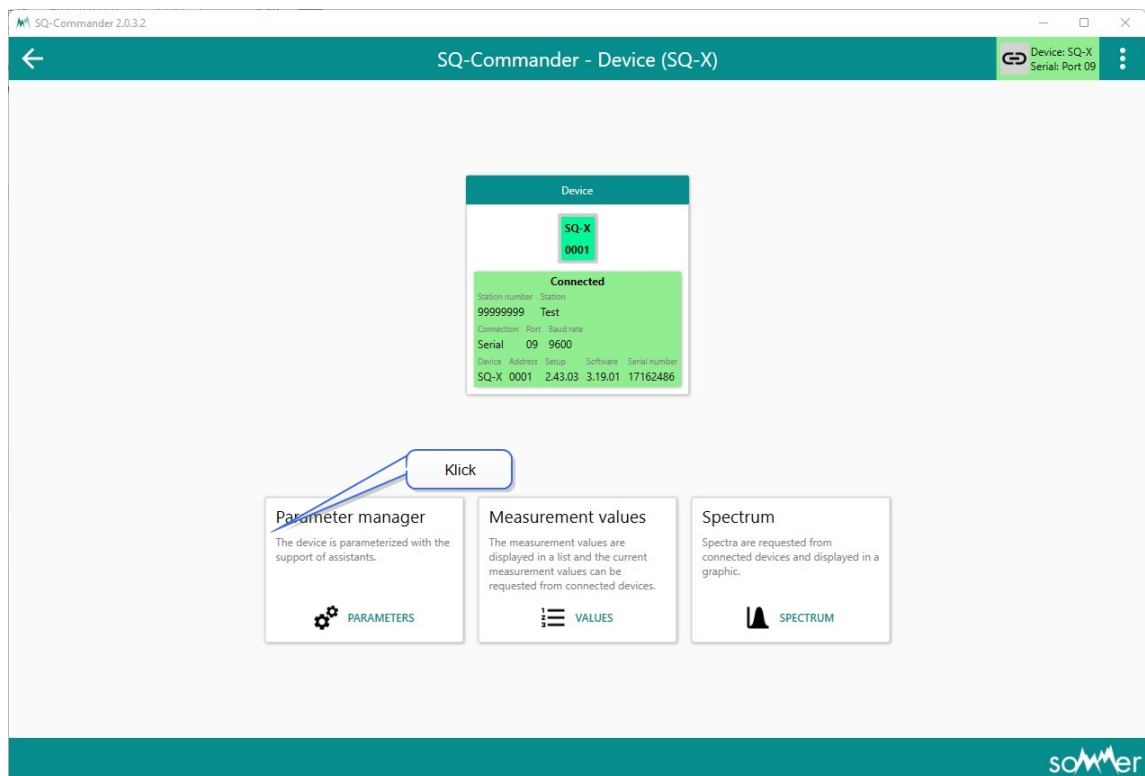 SQ-Commander 2.0.3.2
SQ-Commander - Device (SQ-X)
Device: SQ-X
Serial: Port 09
Device
SQ-X
0001
Connected
Station number Station
99999999 Test
Connection Port Baud rate
Serial 09 9600
Device Address Setup Software Serial number
SQ-X 0001 2.43.03 3.19.01 17162486
Klick
Parameter manager
The device is parameterized with the
support of assistants.
PARAMETERS
Measurement values
The measurement values are
displayed in a list and the current
measurement values can be
requested from connected devices.
1
2
3
VALUES
Spectrum
Spectra are requested from
connected devices and displayed in a
graphic.
SPECTRUM
sommer